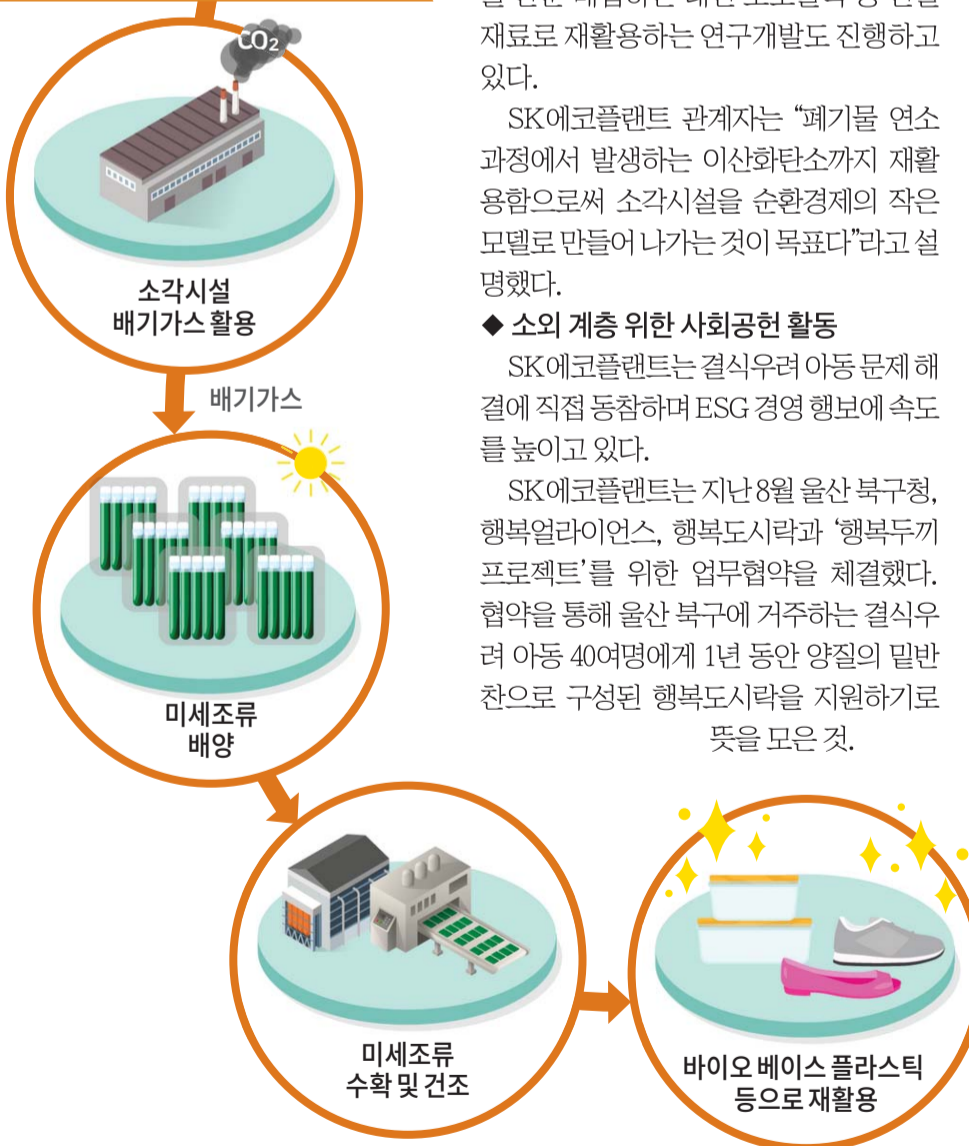 재료로 재활용하는 연구개발도 진행하고
있다.
SK에코플랜트 관계자는 “폐기물 연소
과정에서 발생하는 이산화탄소까지 재활
용함으로써 소각시설을 순환경제의 작은
모델로 만들어 나가는 것이 목표다”라고 설
명했다.
◆ 소외 계층 위한 사회공헌 활동
SK에코플랜트는 결식우려 아동 문제 해
결에 직접 동참하며 ESG 경영 행보에 속도
를 높이고 있다.
SK에코플랜트는 지난 8월 울산 북구청,
행복얼라이언스, 행복도시락과 ‘행복두끼
프로젝트’를 위한 업무협약을 체결했다.
협약을 통해 울산 북구에 거주하는 결식우
려 아동 40여명에게 1년 동안 양질의 밑반
찬으로 구성된 행복도시락을 지원하기로
뜻을 모은 것.
CO2
소각시설
배기가스 활용
배기가스
미세조류
배양
미세조류
수확 및 건조
바이오 베이스 플라스틱
등으로 재활용